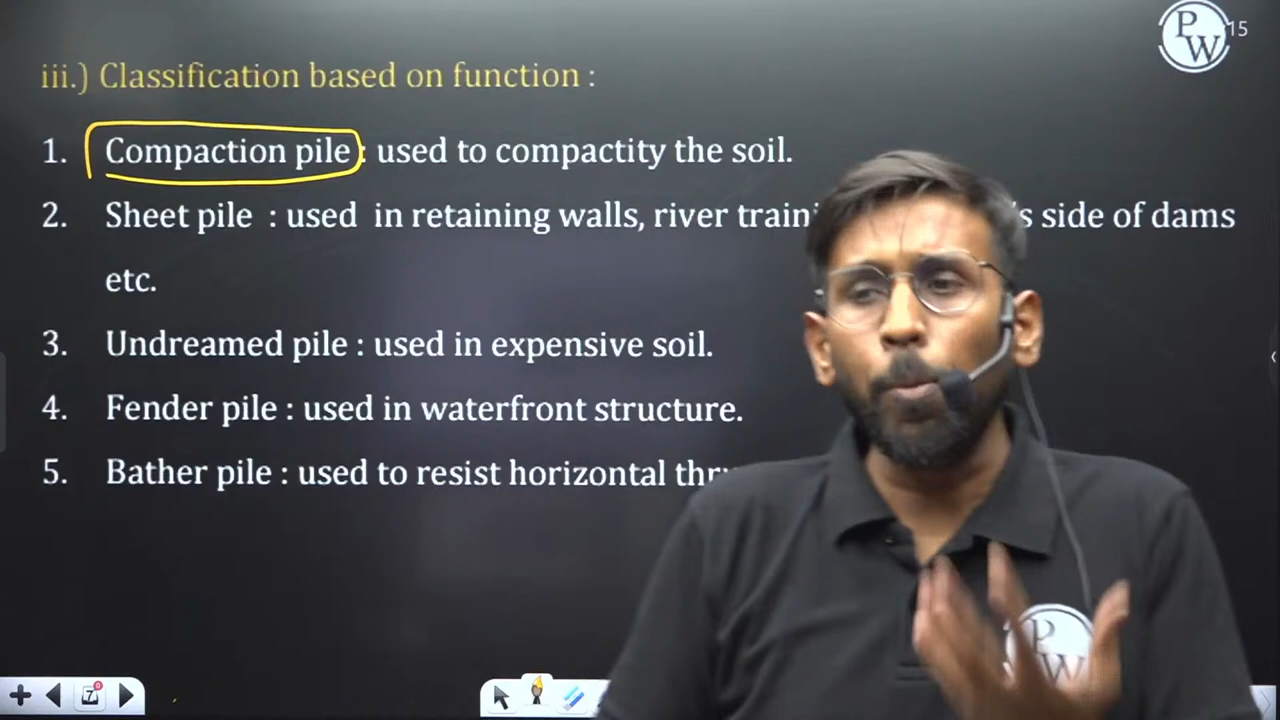 P
W
15
iii.) Classification based on function :
1. Compaction pile : used to compactity the soil.
2. Sheet pile : used in retaining walls, river side of dams
etc.
3. Undreamed pile : used in expensive soil.
4. Fender pile : used in waterfront structure.
5. Bather pile : used to resist horizontal
7
P
W